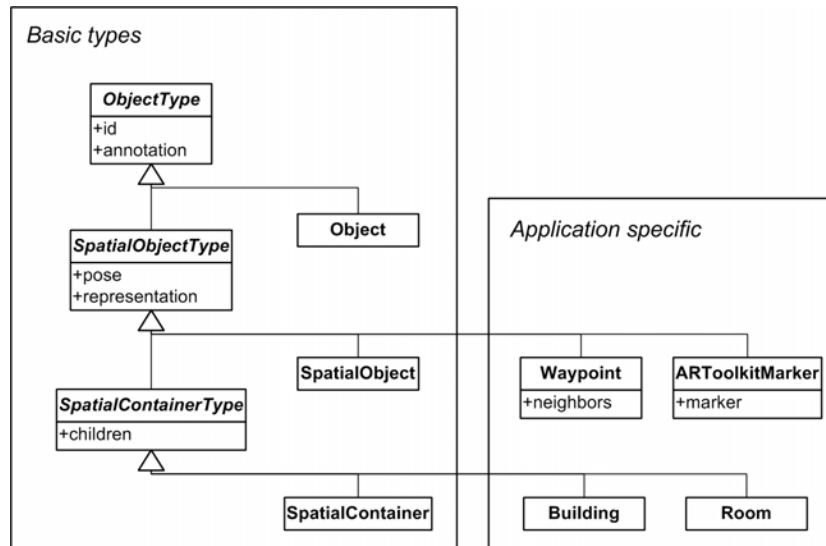 Basic types
ObjectType
+id
+annotation
Object
SpatialObjectType
+pose
+representation
Application specific
SpatialObject
Waypoint
+neighbors
ARToolkitMarker
+marker
SpatialContainerType
+children
SpatialContainer
Building
Room